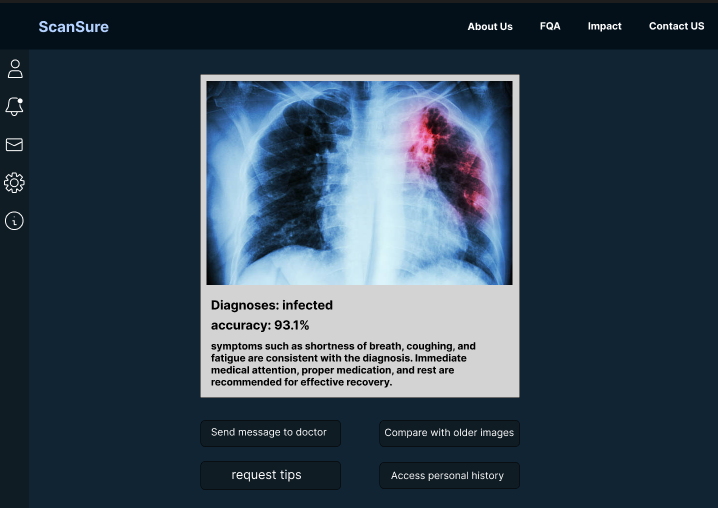 ScanSure
About Us
FQA
Impact
Contact US
Diagnoses: infected
accuracy: 93.1%
symptoms such as shortness of breath, coughing, and
fatigue are consistent with the diagnosis. Immediate
medical attention, proper medication, and rest are
recommended for effective recovery.
Send message to doctor
Compare with older images
request tips
Access personal history